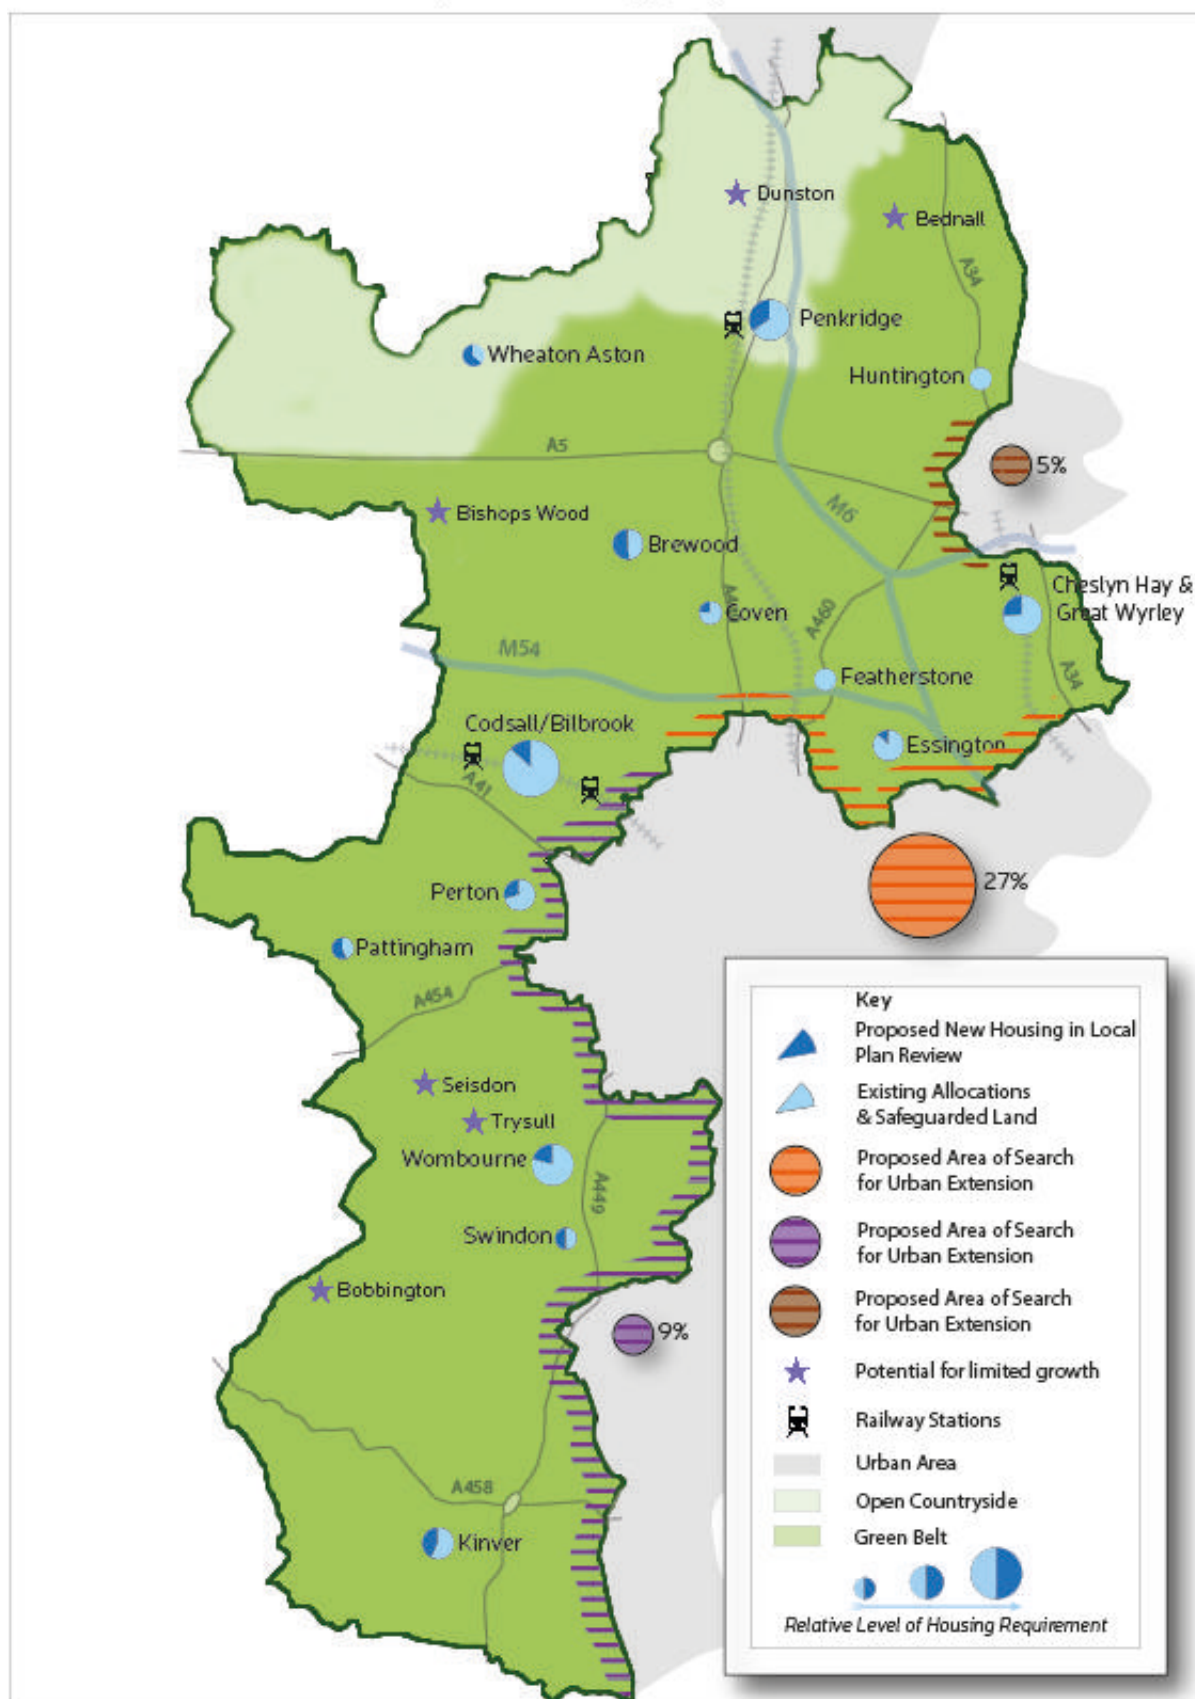 Dunston
Bednall
A34
Penkridge
Wheaton Aston
Huntington
A5
5%
M6
Bishops Wood
Brewood
Cheslyn Hay &
Great Wyrley
Coven
A460
M54
Featherstone
A34
Codsall/Bilbrook
Essington
A41
27%
Perton
Pattingham
A454
Seisdon
Trysull
Wombourne
A449
Swindon
Bobbington
9%
A458
Kinver
Key
Proposed New Housing in Local
Plan Review
Existing Allocations
& Safeguarded Land
Proposed Area of Search
for Urban Extension
Proposed Area of Search
for Urban Extension
Proposed Area of Search
for Urban Extension
Potential for limited growth
Railway Stations
Urban Area
Open Countryside
Green Belt
Relative Level of Housing Requirement